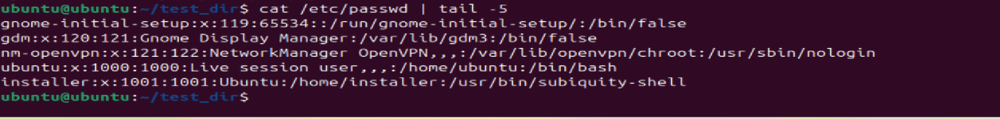 ubuntu@ubuntu:~/test_dir$ cat /etc/passwd | tail -5
gnome-initial-setup:x:119:65534::/run/gnome-initial-setup/:/bin/false
gdm:x:120:121:Gnome Display Manager:/var/lib/gdm3:/bin/false
nm-openvpn:x:121:122:NetworkManager OpenVPN,,,:/var/lib/openvpn/chroot:/usr/sbin/nologin
ubuntu:x:1000:1000:Live session user,,,:/home/ubuntu:/bin/bash
installer:x:1001:1001:Ubuntu:/home/installer:/usr/bin/subiquity-shell
ubuntu@ubuntu:~/test_dir$